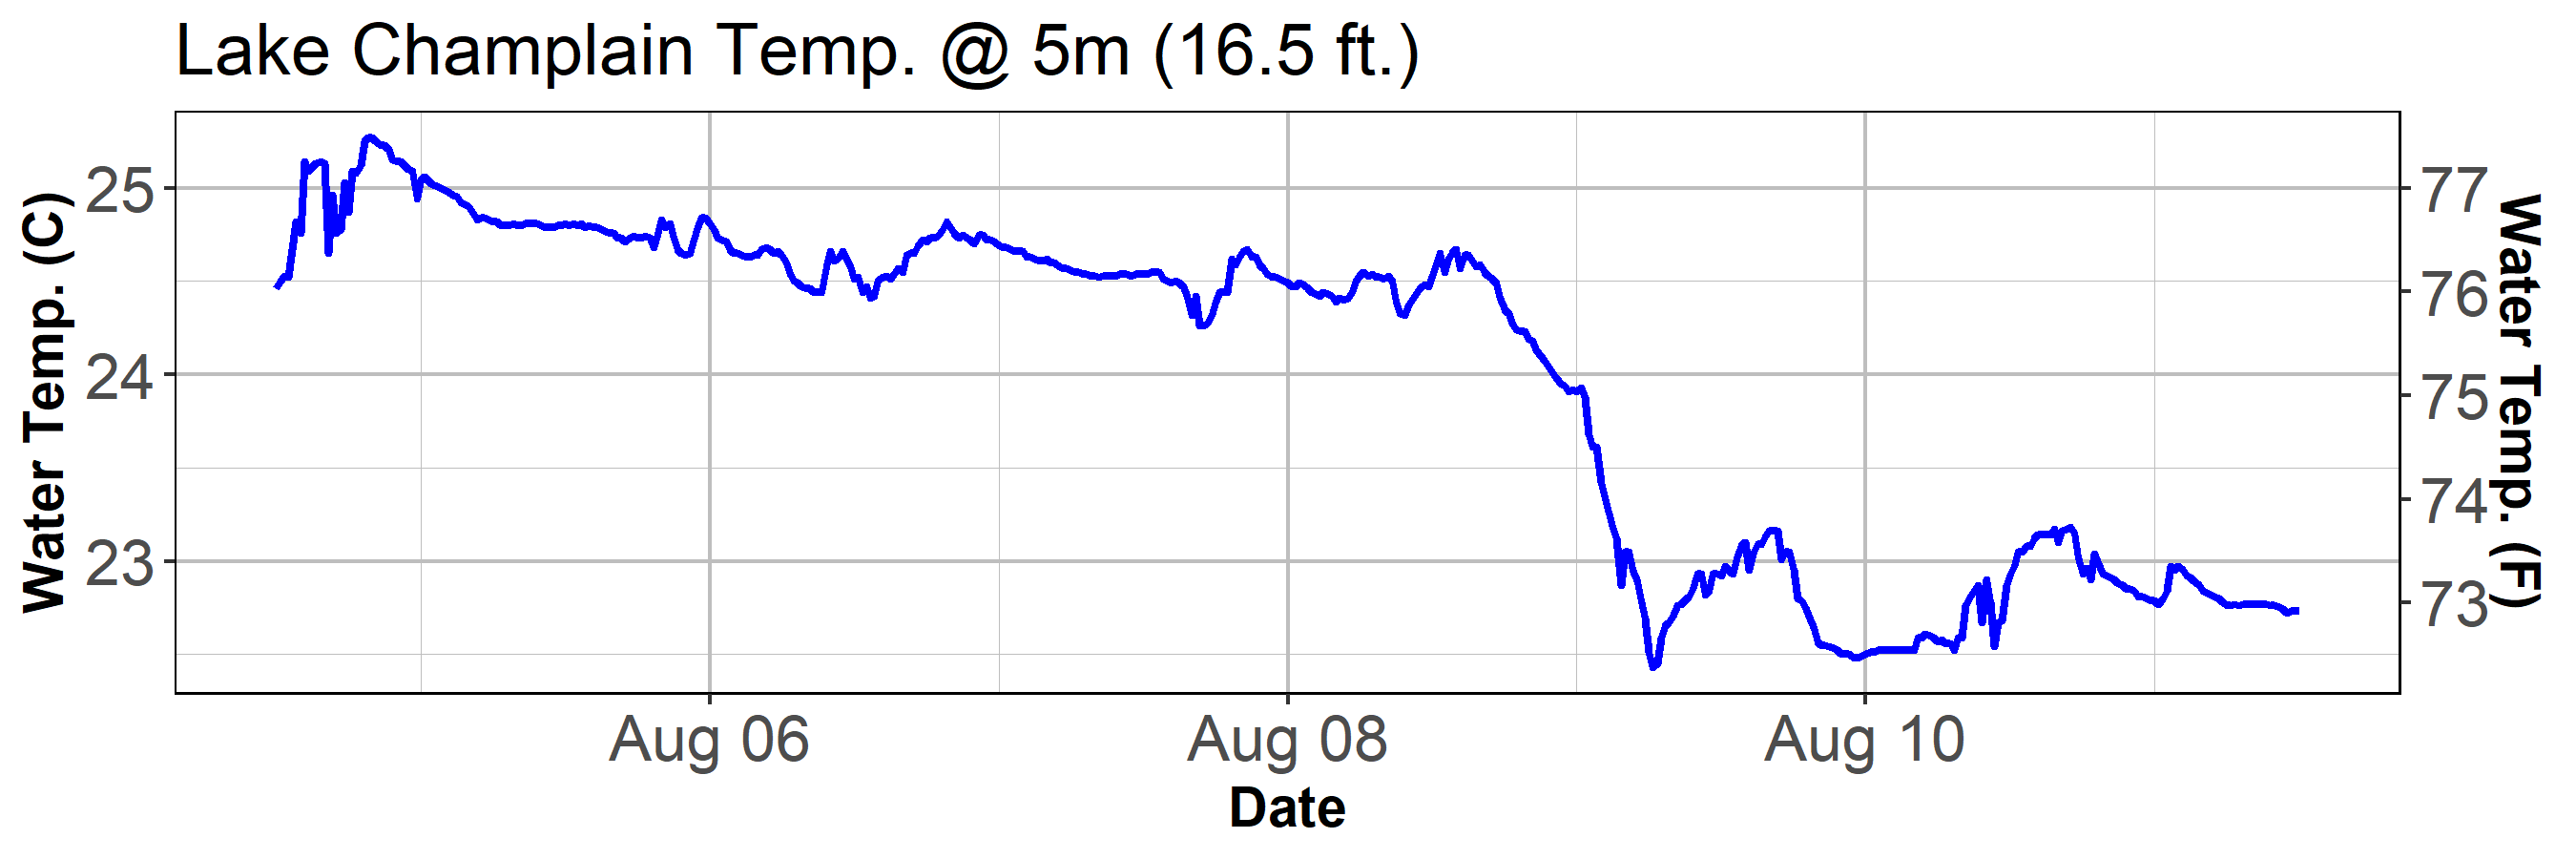 Lake Champlain Temp. @ 5m (16.5 ft.)
Water Temp. (C)
25
24
23
77
76
75
74
73
Water Temp. (F)
Aug 06
Aug 08
Aug 10
Date